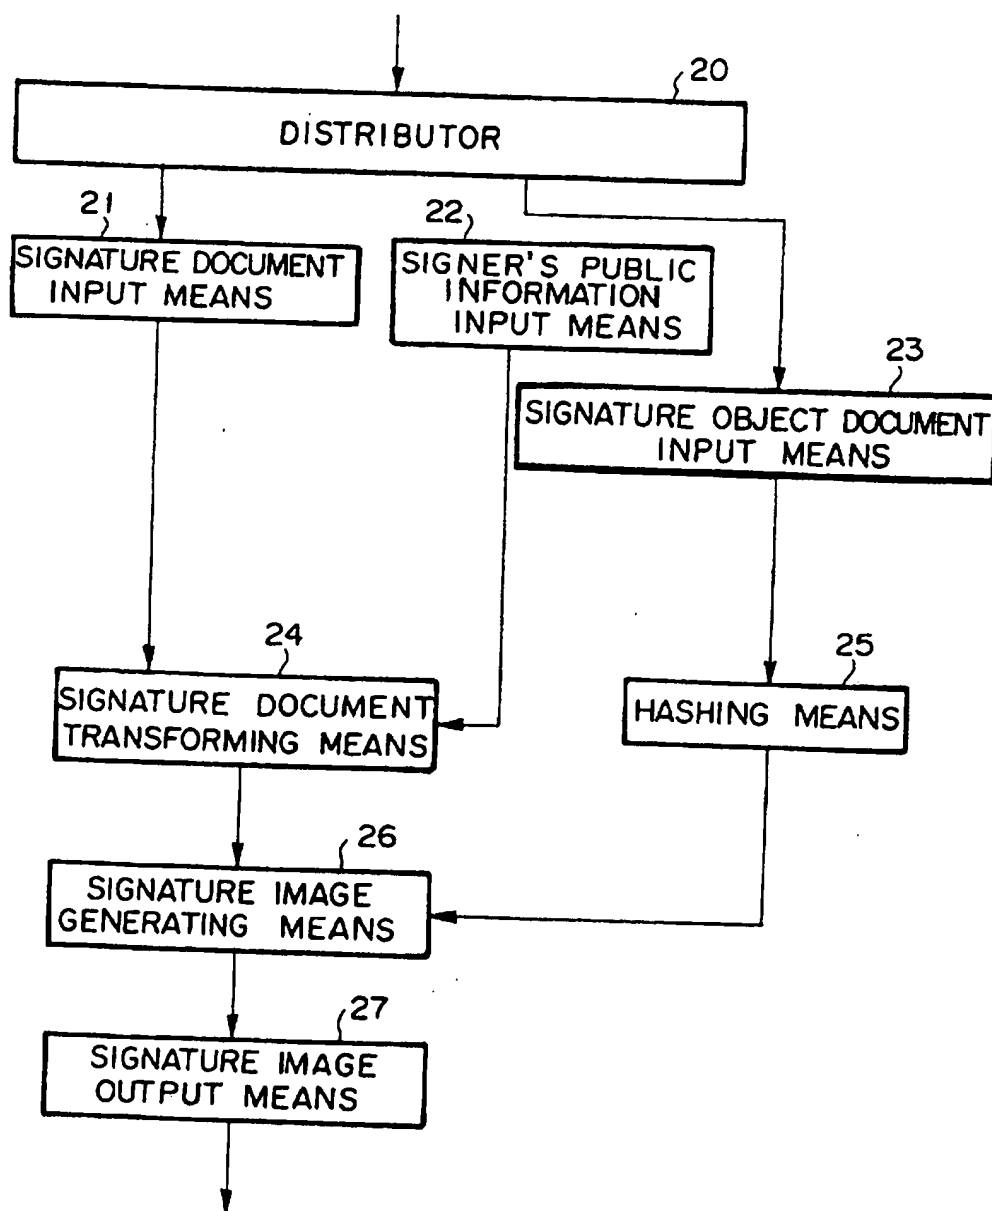 20
DISTRIBUTOR
21
SIGNATURE DOCUMENT
INPUT MEANS
22
SIGNER'S PUBLIC
INFORMATION
INPUT MEANS
23
SIGNATURE OBJECT DOCUMENT
INPUT MEANS
24
SIGNATURE DOCUMENT
TRANSFORMING MEANS
25
HASHING MEANS
26
SIGNATURE IMAGE
GENERATING MEANS
27
SIGNATURE IMAGE
OUTPUT MEANS